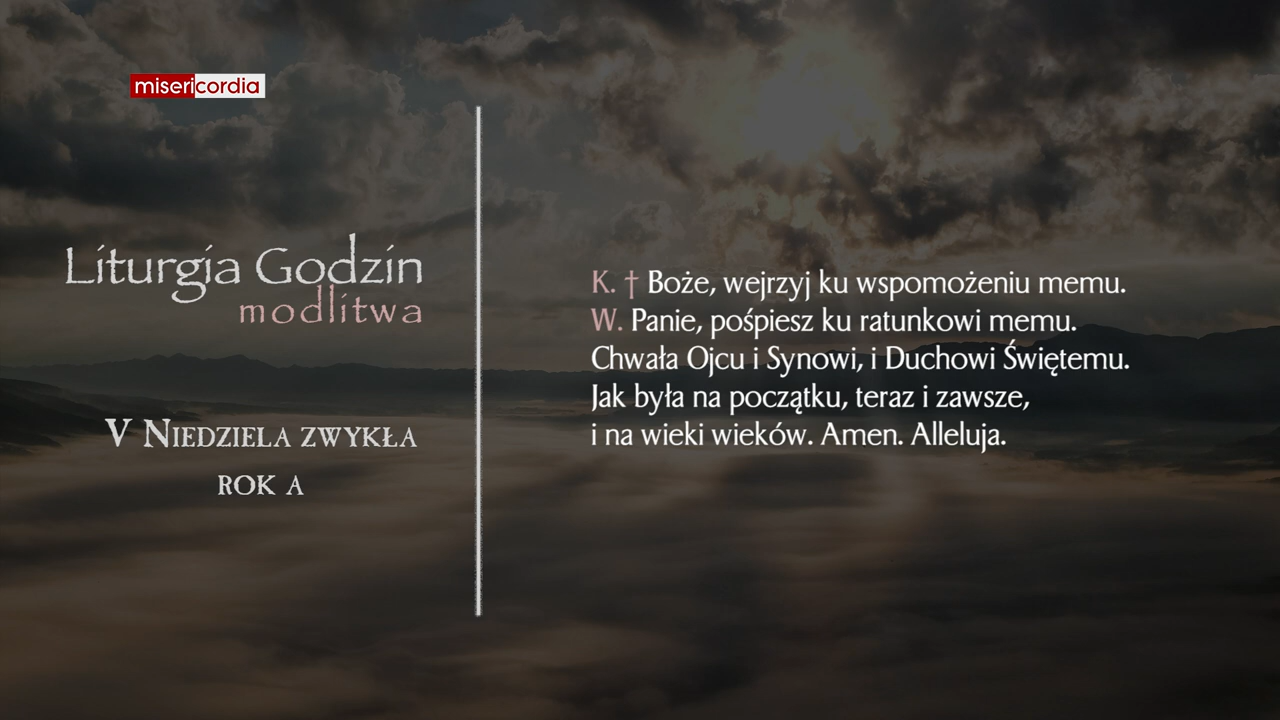 misericordia
Liturgia Godzin
modlitwa
V Niedziela zwykła
rok A
K. † Boże, wejrzyj ku wspomożeniu memu.
W. Panie, pośpiesz ku ratunkowi memu.
Chwała Ojcu i Synowi, i Duchowi Świętemu.
Jak była na początku, teraz i zawsze,
i na wieki wieków. Amen. Alleluja.